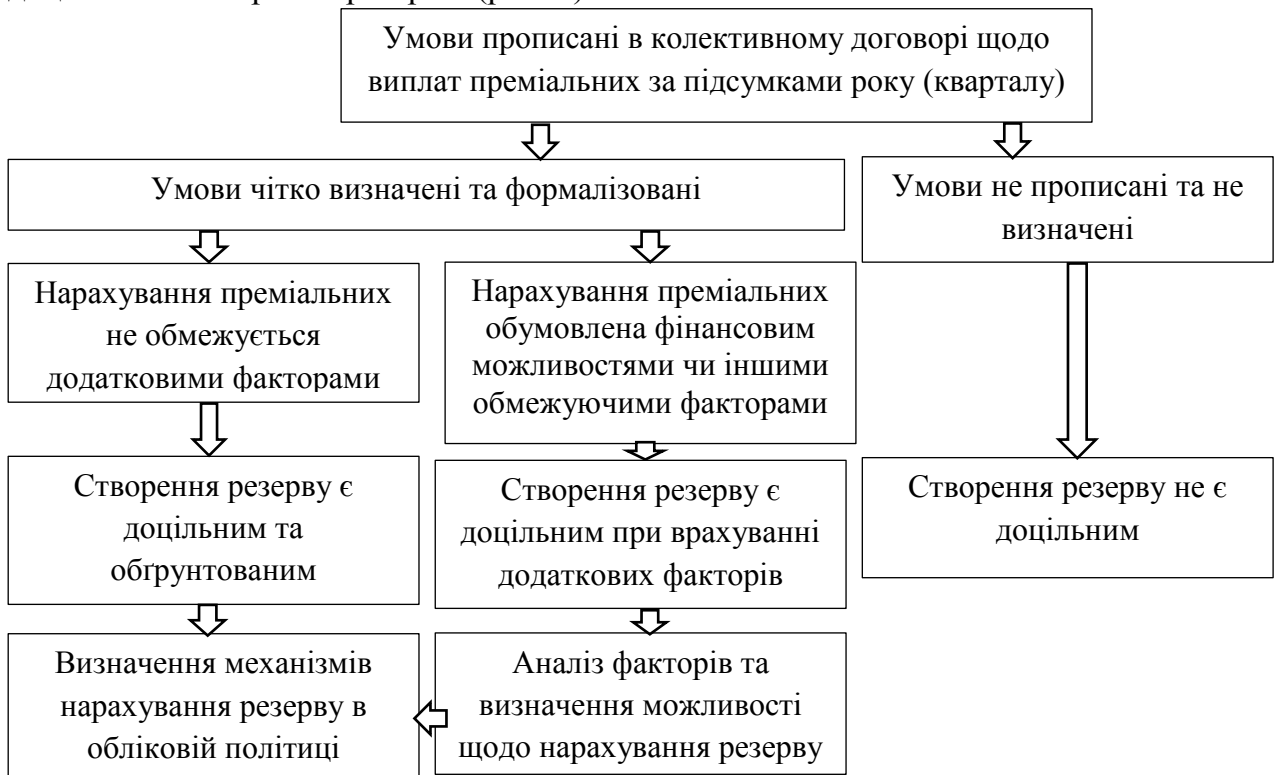 Умови прописані в колективному договорі щодо
виплат преміальних за підсумками року (кварталу)
Умови чітко визначені та формалізовані
Умови не прописані та не
визначені
Нарахування преміальних
не обмежується
додатковими факторами
Нарахування преміальних
обумовлена фінансовим
можливостями чи іншими
обмежуючими факторами
Створення резерву є
доцільним та
обґрунтованим
Створення резерву є
доцільним при врахуванні
додаткових факторів
Створення резерву не є
доцільним
Визначення механізмів
нарахування резерву в
обліковій політиці
Аналіз факторів та
визначення можливості
щодо нарахування резерву